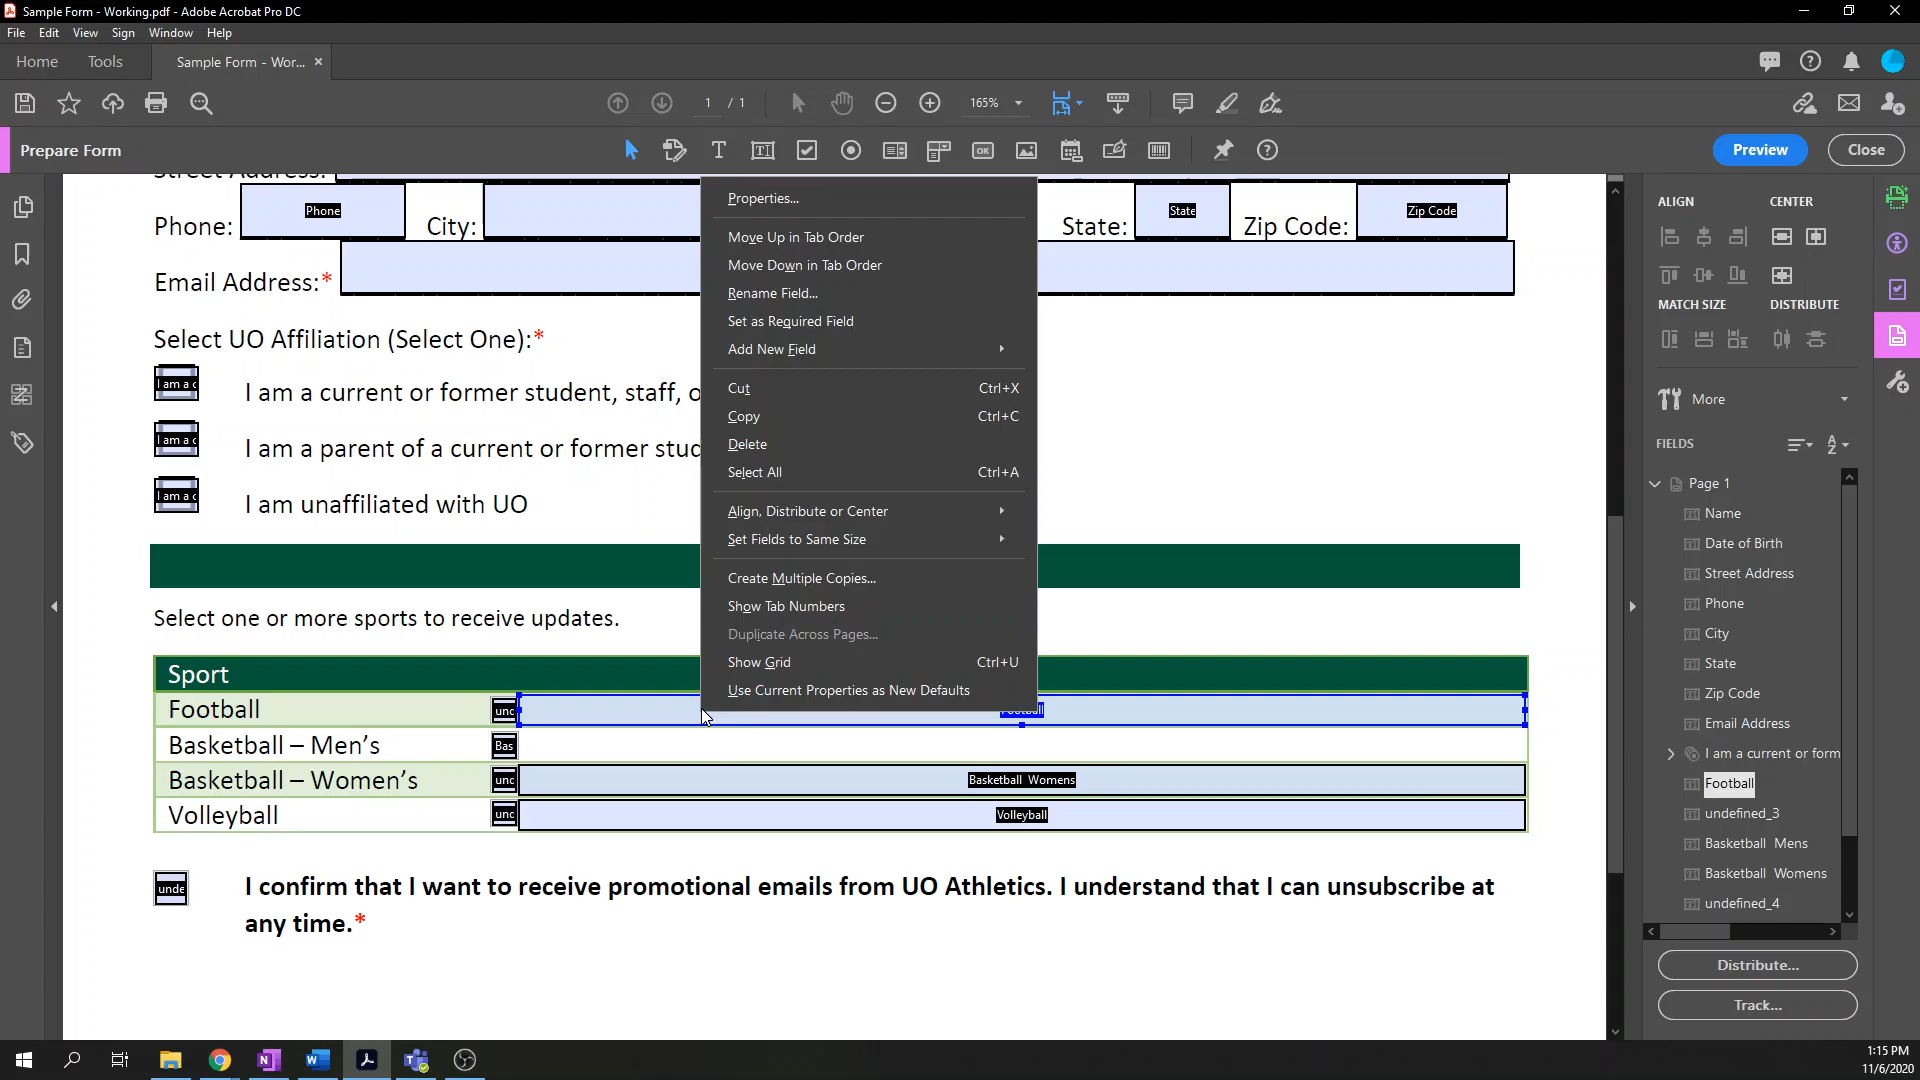 Sample Form - Working.pdf - Adobe Acrobat Pro DC
File Edit View Sign Window Help
Home Tools Sample Form - Wor... ×
1 / 1 165%
Prepare Form
Preview Close
Phone: Phone City: State: State Zip Code: Zip Code
Email Address:*
Select UO Affiliation (Select One):*
I am a c I am a current or former student, staff, o
I am a c I am a parent of a current or former stud
I am a c I am unaffiliated with UO
Select one or more sports to receive updates.
Sport
Football und Football
Basketball – Men's Bas
Basketball – Women's und Basketball Womens
Volleyball und Volleyball
unde I confirm that I want to receive promotional emails from UO Athletics. I understand that I can unsubscribe at
any time.*
Properties...
Move Up in Tab Order
Move Down in Tab Order
Rename Field...
Set as Required Field
Add New Field
Cut Ctrl+X
Copy Ctrl+C
Delete
Select All Ctrl+A
Align, Distribute or Center
Set Fields to Same Size
Create Multiple Copies...
Show Tab Numbers
Duplicate Across Pages...
Show Grid Ctrl+U
Use Current Properties as New Defaults
ALIGN CENTER
MATCH SIZE DISTRIBUTE
More
FIELDS
Page 1
Name
Date of Birth
Street Address
Phone
City
State
Zip Code
Email Address
I am a current or form
Football
undefined_3
Basketball Mens
Basketball Womens
undefined_4
Distribute...
Track...
1:15 PM
11/6/2020